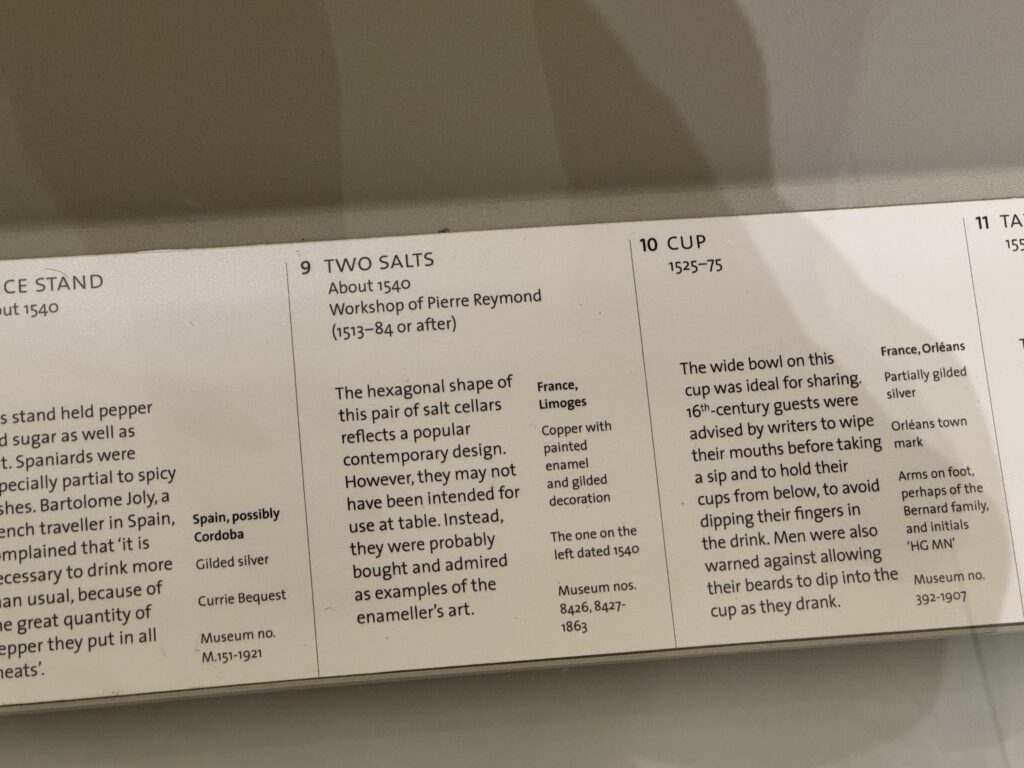 CE STAND
out 1540
s stand held pepper
d sugar as well as
t. Spaniards were
pecially partial to spicy
shes. Bartolome Joly, a
ench traveller in Spain,
omplained that 'it is
ecessary to drink more
han usual, because of
he great quantity of
epper they put in all
neats'.
Spain, possibly
Cordoba
Gilded silver
Currie Bequest
Museum no.
M.151-1921
9 TWO SALTS
About 1540
Workshop of Pierre Reymond
(1513–84 or after)
The hexagonal shape of
this pair of salt cellars
reflects a popular
contemporary design.
However, they may not
have been intended for
use at table. Instead,
they were probably
bought and admired
as examples of the
enameller's art.
France,
Limoges
Copper with
painted
enamel
and gilded
decoration
The one on the
left dated 1540
Museum nos.
8426, 8427-
1863
10 CUP
1525–75
The wide bowl on this
cup was ideal for sharing.
16th-century guests were
advised by writers to wipe
their mouths before taking
a sip and to hold their
cups from below, to avoid
dipping their fingers in
the drink. Men were also
warned against allowing
their beards to dip into the
cup as they drank.
France, Orléans
Partially gilded
silver
Orléans town
mark
Arms on foot,
perhaps of the
Bernard family,
and initials
'HG MN'
Museum no.
392-1907
11 TA
155